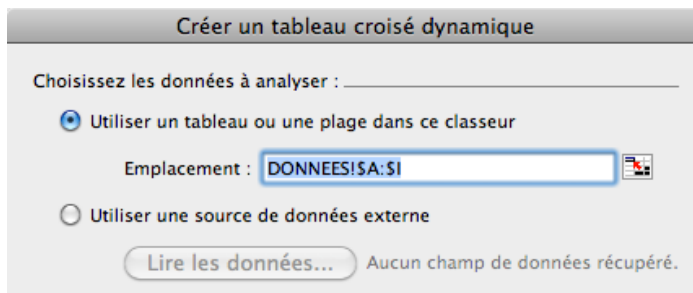 Créer un tableau croisé dynamique
Choisissez les données à analyser :
Utiliser un tableau ou une plage dans ce classeur
Emplacement : DONNEES!$A:$I
Utiliser une source de données externe
Lire les données... Aucun champ de données récupéré.